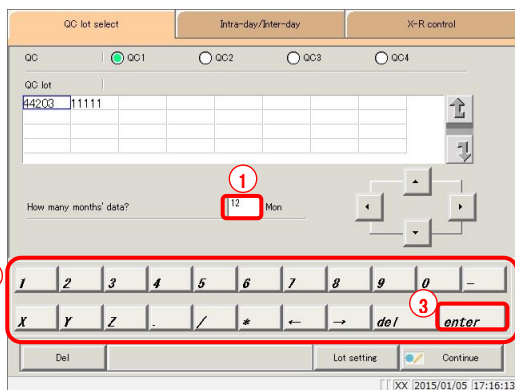 QC lot select Intra-day/Inter-day X-R control
QC QC1 QC2 QC3 QC4
QC lot
44203 11111
1
How many months' data? 12 Mon
1 2 3 4 5 6 7 8 9 0 -
3
X Y Z . / * ← → del enter
Del Lot setting Continue
XX 2015/01/05 17:16:13